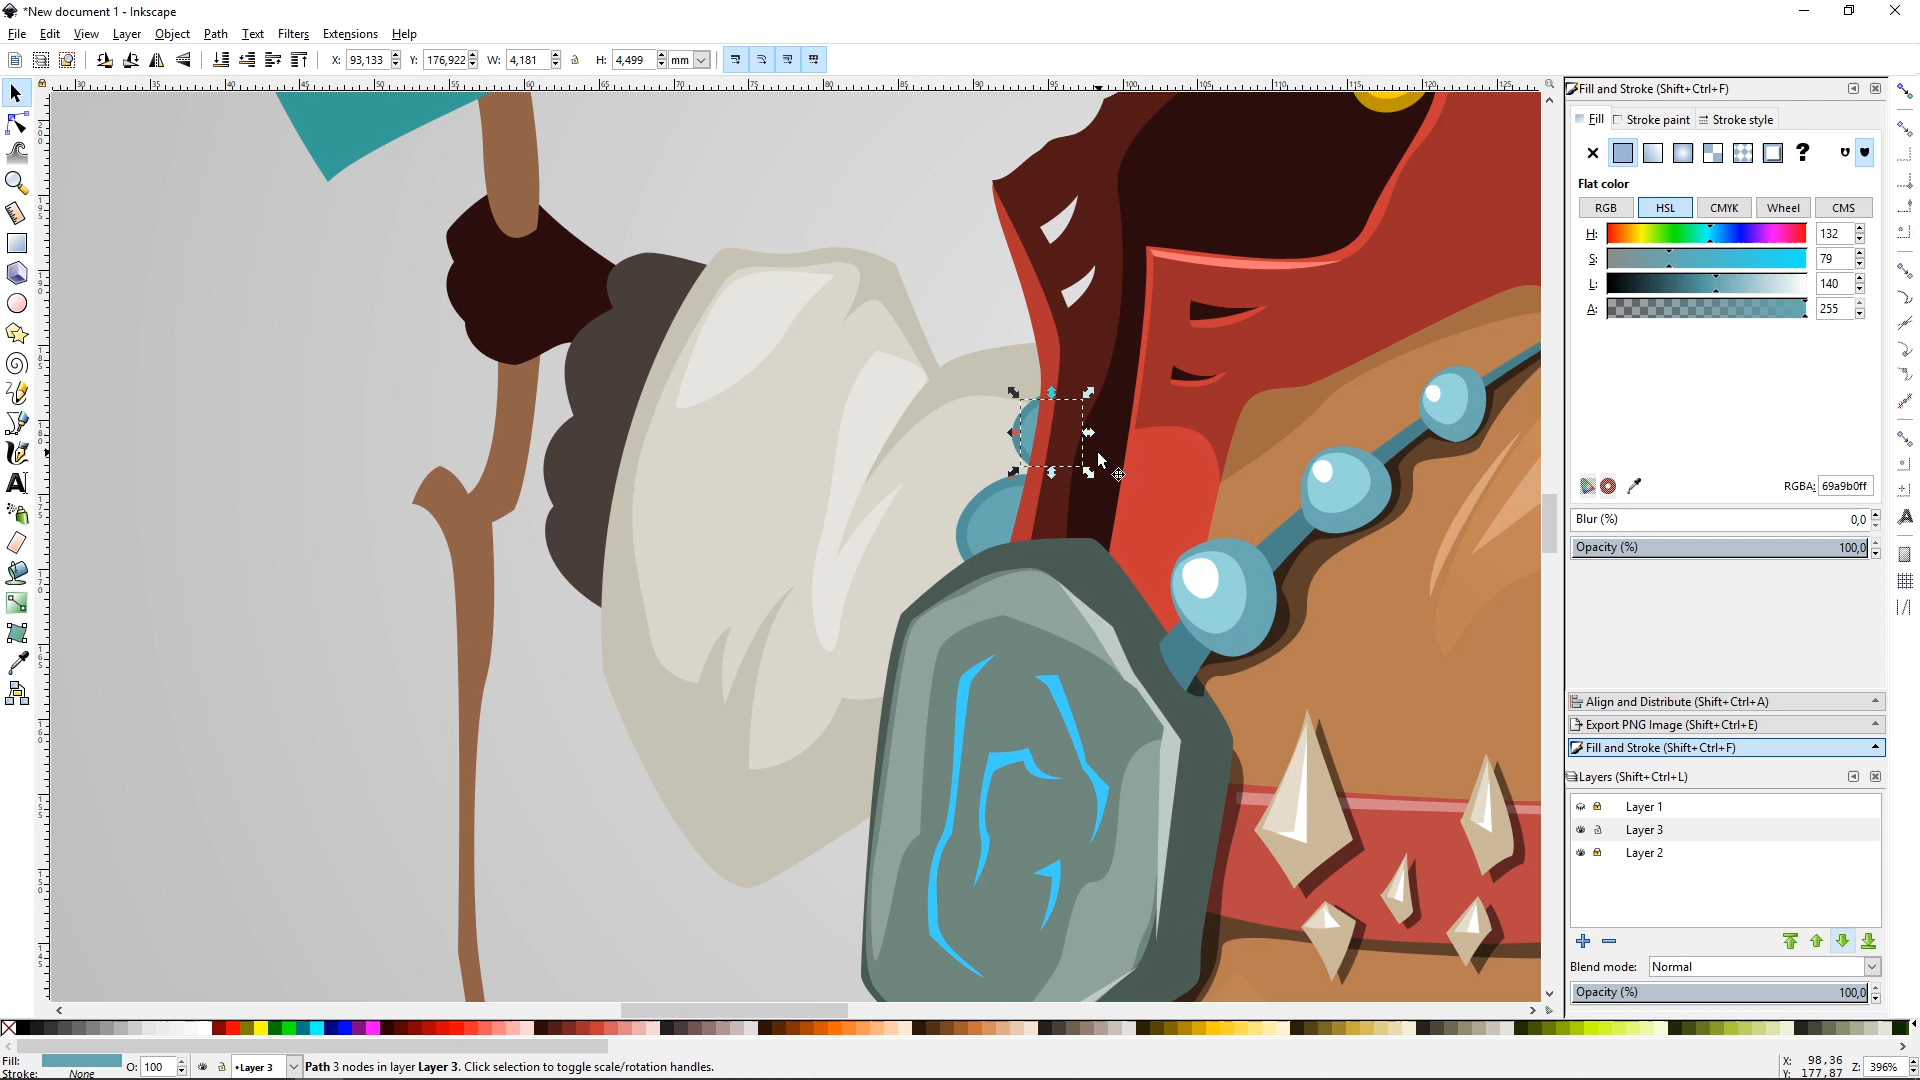 *New document 1 - Inkscape
File Edit View Layer Object Path Text Filters Extensions Help
X: 93,133 Y: 176,922 W: 4,181 H: 4,499 mm
Fill and Stroke (Shift+Ctrl+F)
Fill Stroke paint Stroke style
Flat color
RGB HSL CMYK Wheel CMS
H: 132
S: 79
L: 140
A: 255
RGBA: 69a9b0ff
Blur (%) 0,0
Opacity (%) 100,0
Align and Distribute (Shift+Ctrl+A)
Export PNG Image (Shift+Ctrl+E)
Fill and Stroke (Shift+Ctrl+F)
Layers (Shift+Ctrl+L)
Layer 1
Layer 3
Layer 2
Blend mode: Normal
Opacity (%) 100,0
Fill:
Stroke: None
O: 100
•Layer 3
Path 3 nodes in layer Layer 3. Click selection to toggle scale/rotation handles.
X: 98,36
Y: 177,87
Z: 396%